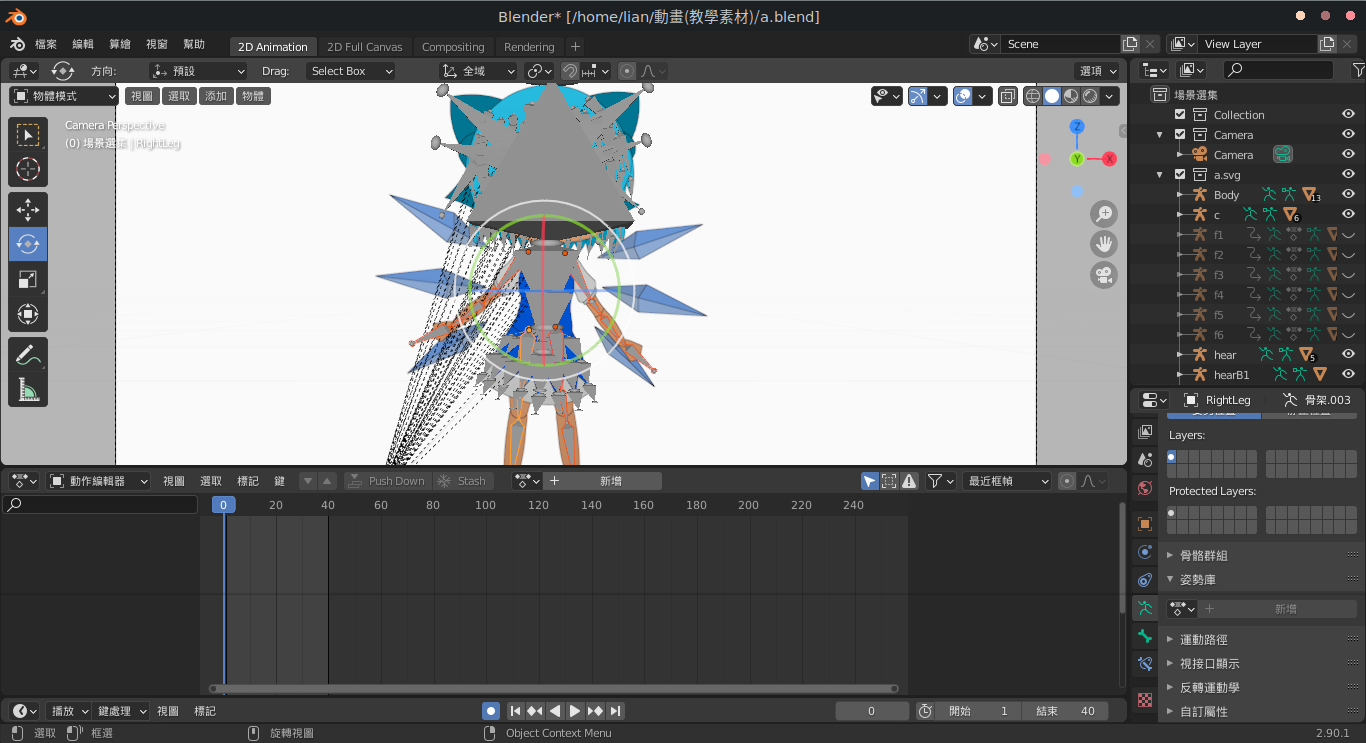 Blender* [/home/lian/動畫(教學素材)/a.blend]
檔案 編輯 算繪 視窗 幫助 2D Animation 2D Full Canvas Compositing Rendering + Scene View Layer
方向: 預設 Drag: Select Box 全域 選項
物體模式 視圖 選取 添加 物體
Camera Perspective
(0) 場景選集 | RightLeg
Z
Y
X
場景選集
Collection
Camera
Camera
a.svg
Body 13
c 6
f1
f2
f3
f4
f5
f6
hear 5
hearB1
RightLeg 骨架.003
Layers:
Protected Layers:
骨骼群組
姿勢庫
新增
運動路徑
視接口顯示
反轉運動學
自訂屬性
動作編輯器 視圖 選取 標記 鍵 Push Down Stash 新增 最近框幀
0 20 40 60 80 100 120 140 160 180 200 220 240
播放 鍵處理 視圖 標記 0 開始 1 結束 40
選取 框選 旋轉視圖 Object Context Menu 2.90.1